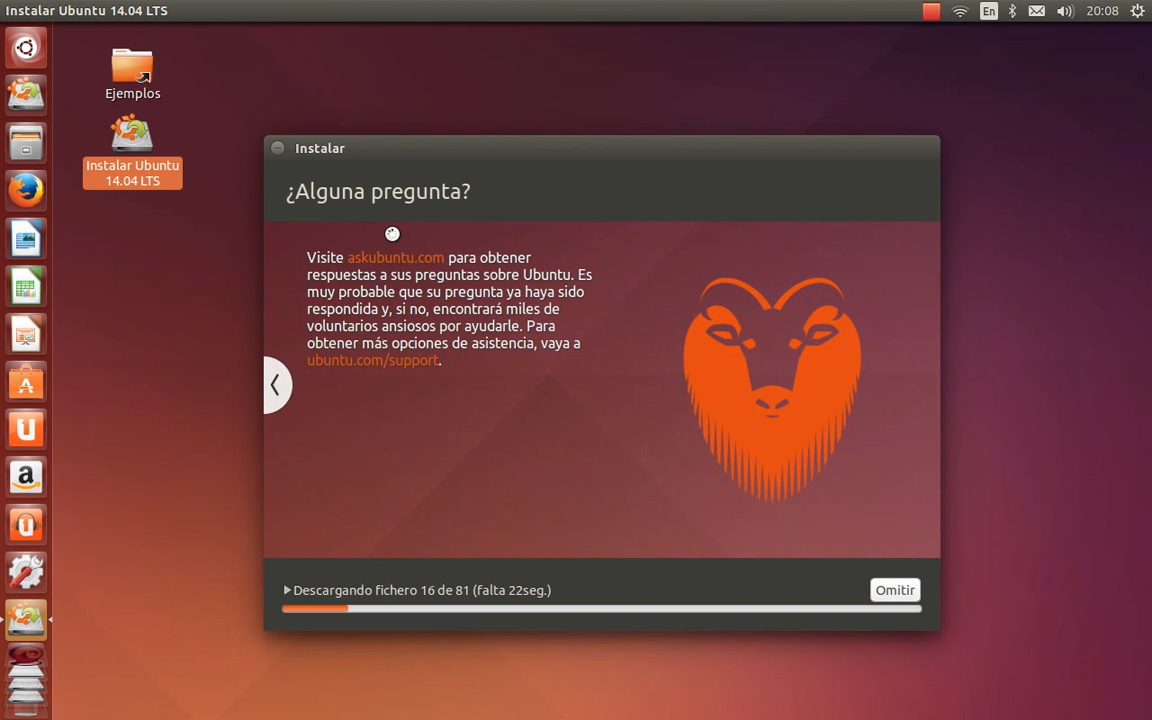 Instalar Ubuntu 14.04 LTS
En
20:08
Ejemplos
Instalar Ubuntu
14.04 LTS
Instalar
¿Alguna pregunta?
Visite askubuntu.com para obtener
respuestas a sus preguntas sobre Ubuntu. Es
muy probable que su pregunta ya haya sido
respondida y, si no, encontrará miles de
voluntarios ansiosos por ayudarle. Para
obtener más opciones de asistencia, vaya a
ubuntu.com/support.
Descargando fichero 16 de 81 (falta 22seg.)
Omitir